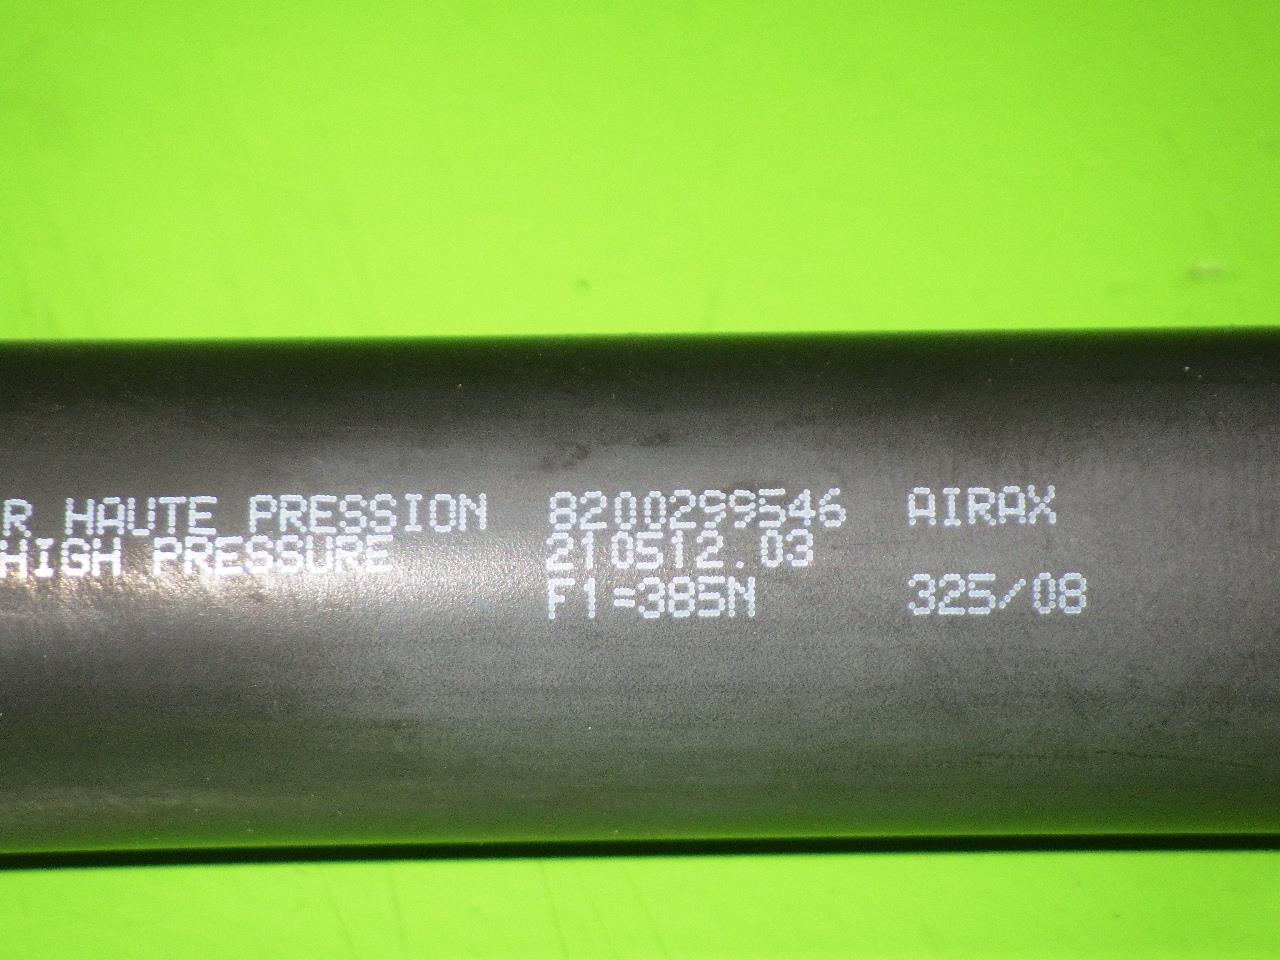 R HAUTE PRESSION 8200299546 AIRAX
HIGH PRESSURE 210512.03
F1=385N 325/08